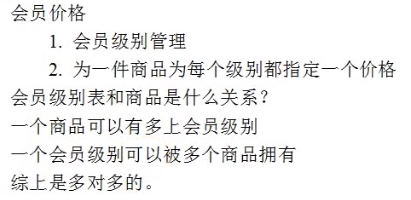 会员价格
1. 会员级别管理
2. 为一件商品为每个级别都指定一个价格
会员级别表和商品是什么关系？
一个商品可以有多上会员级别
一个会员级别可以被多个商品拥有
综上是多对多的。